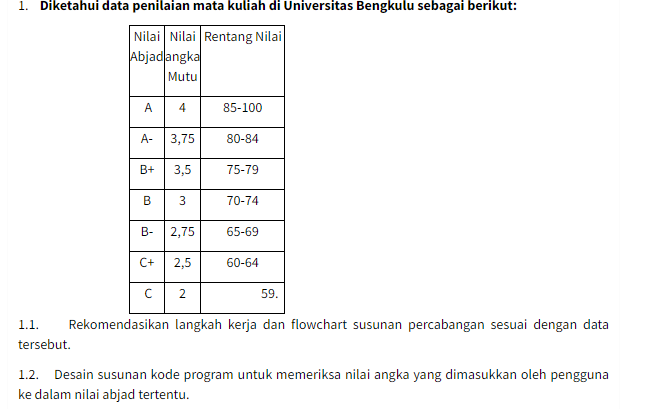 1. Diketahui data penilaian mata kuliah di Universitas Bengkulu sebagai berikut:
Nilai Nilai Rentang Nilai
Abjad angka
Mutu
A 4 85-100
A- 3,75 80-84
B+ 3,5 75-79
B 3 70-74
B- 2,75 65-69
C+ 2,5 60-64
C 2 59.
1.1. Rekomendasikan langkah kerja dan flowchart susunan percabangan sesuai dengan data
tersebut.
1.2. Desain susunan kode program untuk memeriksa nilai angka yang dimasukkan oleh pengguna
ke dalam nilai abjad tertentu.